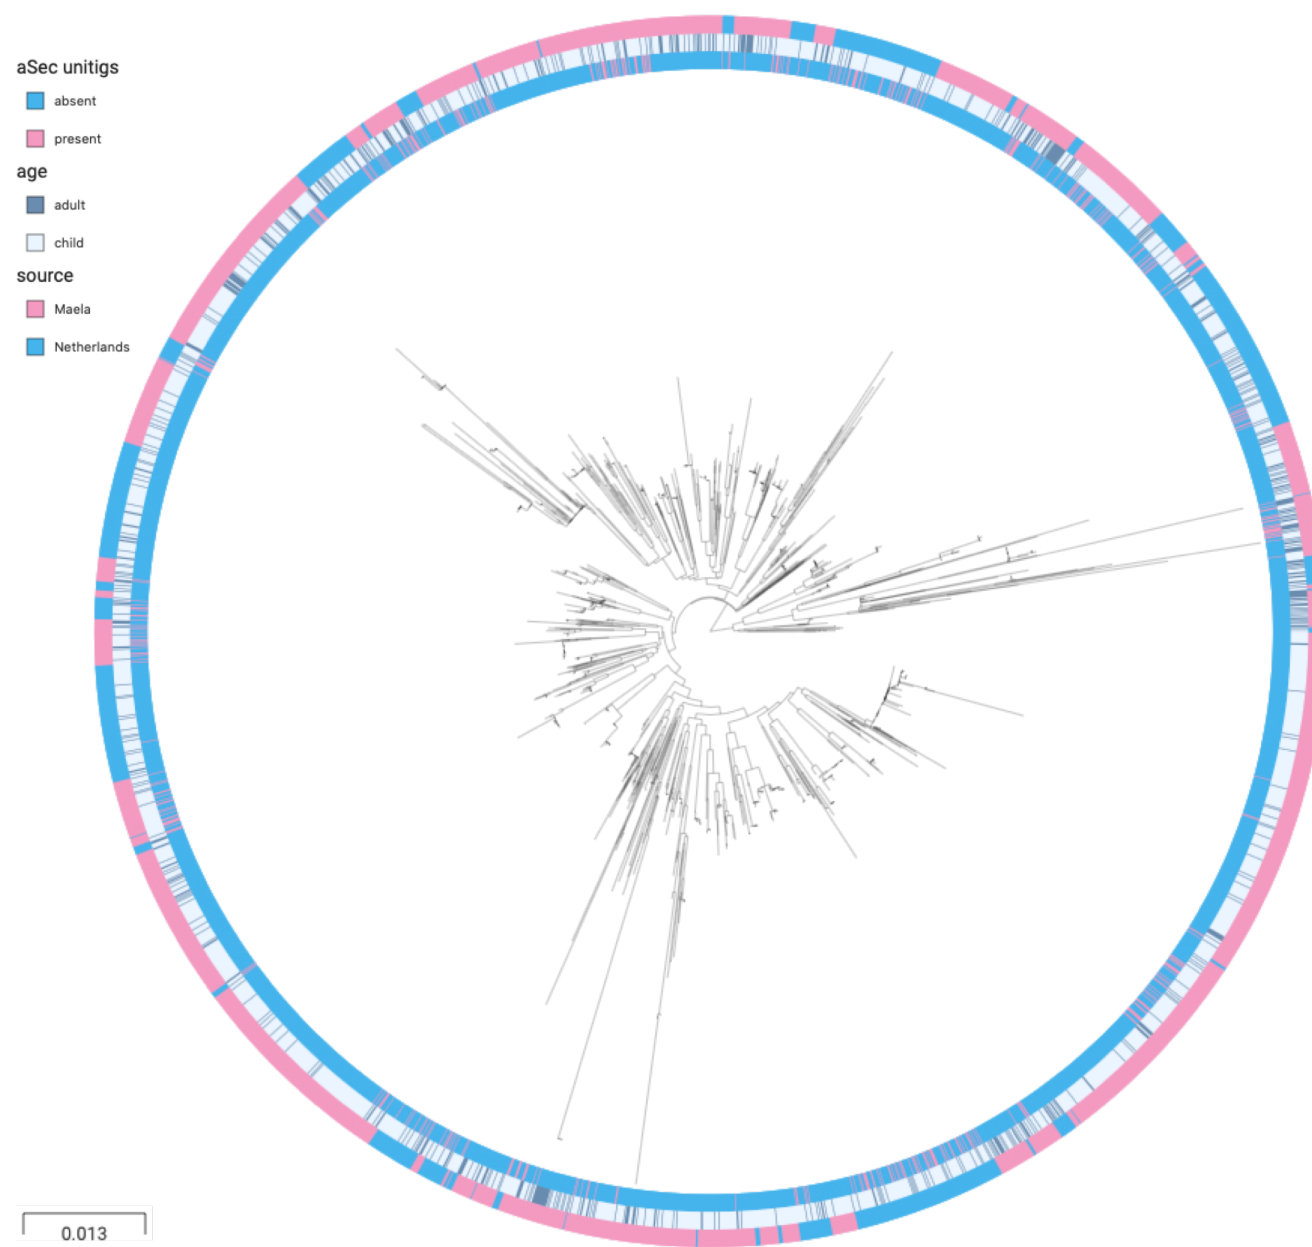 aSec unitigs
absent
present
age
adult
child
source
Maela
Netherlands
0.013